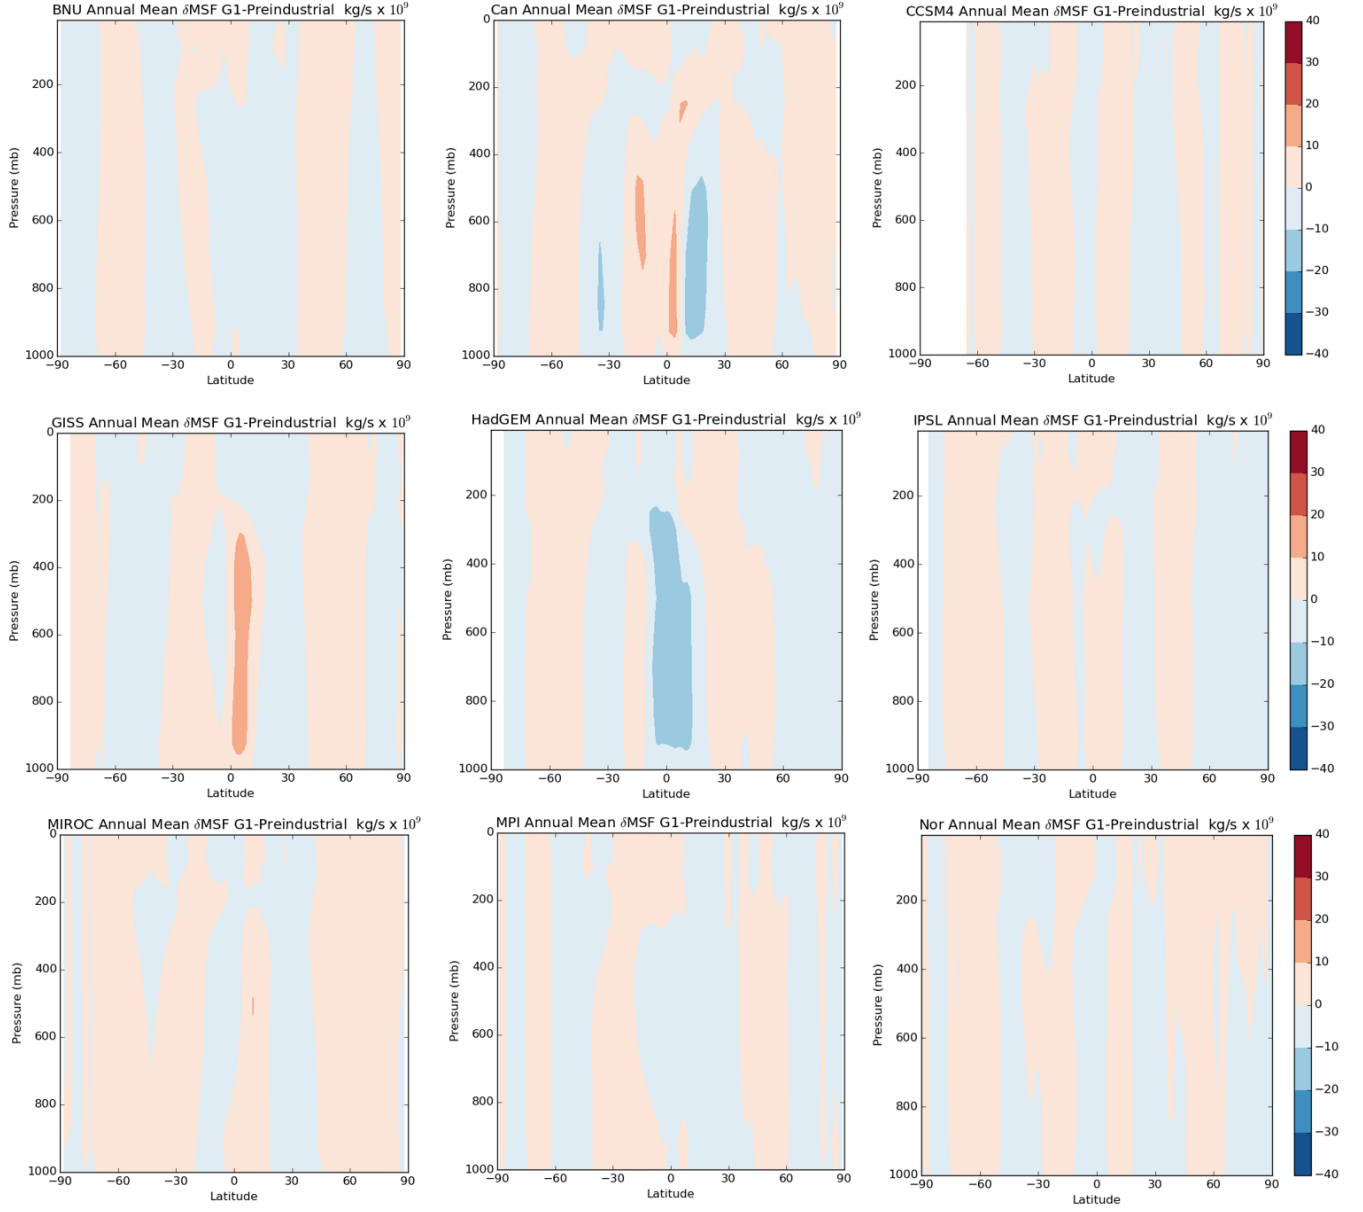 BNU Annual Mean δMSF G1-Preindustrial kg/s x 10⁹
Can Annual Mean δMSF G1-Preindustrial kg/s x 10⁹
CCSM4 Annual Mean δMSF G1-Preindustrial kg/s x 10⁹
0
200
400
600
800
1000
Pressure (mb)
−90 −60 −30 0 30 60 90
Latitude
0
200
400
600
800
1000
Pressure (mb)
−90 −60 −30 0 30 60 90
Latitude
200
400
600
800
1000
Pressure (mb)
−90 −60 −30 0 30 60 90
Latitude
40
30
20
10
0
−10
−20
−30
−40
GISS Annual Mean δMSF G1-Preindustrial kg/s x 10⁹
HadGEM Annual Mean δMSF G1-Preindustrial kg/s x 10⁹
IPSL Annual Mean δMSF G1-Preindustrial kg/s x 10⁹
0
200
400
600
800
1000
Pressure (mb)
−90 −60 −30 0 30 60 90
Latitude
200
400
600
800
1000
Pressure (mb)
−90 −60 −30 0 30 60 90
Latitude
200
400
600
800
1000
Pressure (mb)
−90 −60 −30 0 30 60 90
Latitude
40
30
20
10
0
−10
−20
−30
−40
MIROC Annual Mean δMSF G1-Preindustrial kg/s x 10⁹
MPI Annual Mean δMSF G1-Preindustrial kg/s x 10⁹
Nor Annual Mean δMSF G1-Preindustrial kg/s x 10⁹
0
200
400
600
800
1000
Pressure (mb)
−90 −60 −30 0 30 60 90
Latitude
0
200
400
600
800
1000
Pressure (mb)
−90 −60 −30 0 30 60 90
Latitude
200
400
600
800
1000
Pressure (mb)
−90 −60 −30 0 30 60 90
Latitude
40
30
20
10
0
−10
−20
−30
−40